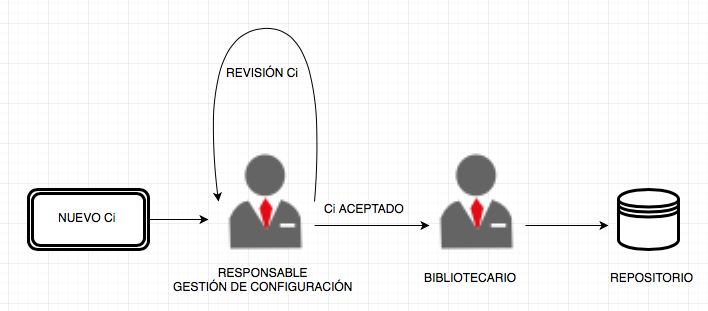 REVISIÓN Ci
NUEVO Ci
Ci ACEPTADO
RESPONSABLE
GESTIÓN DE CONFIGURACIÓN
BIBLIOTECARIO
REPOSITORIO